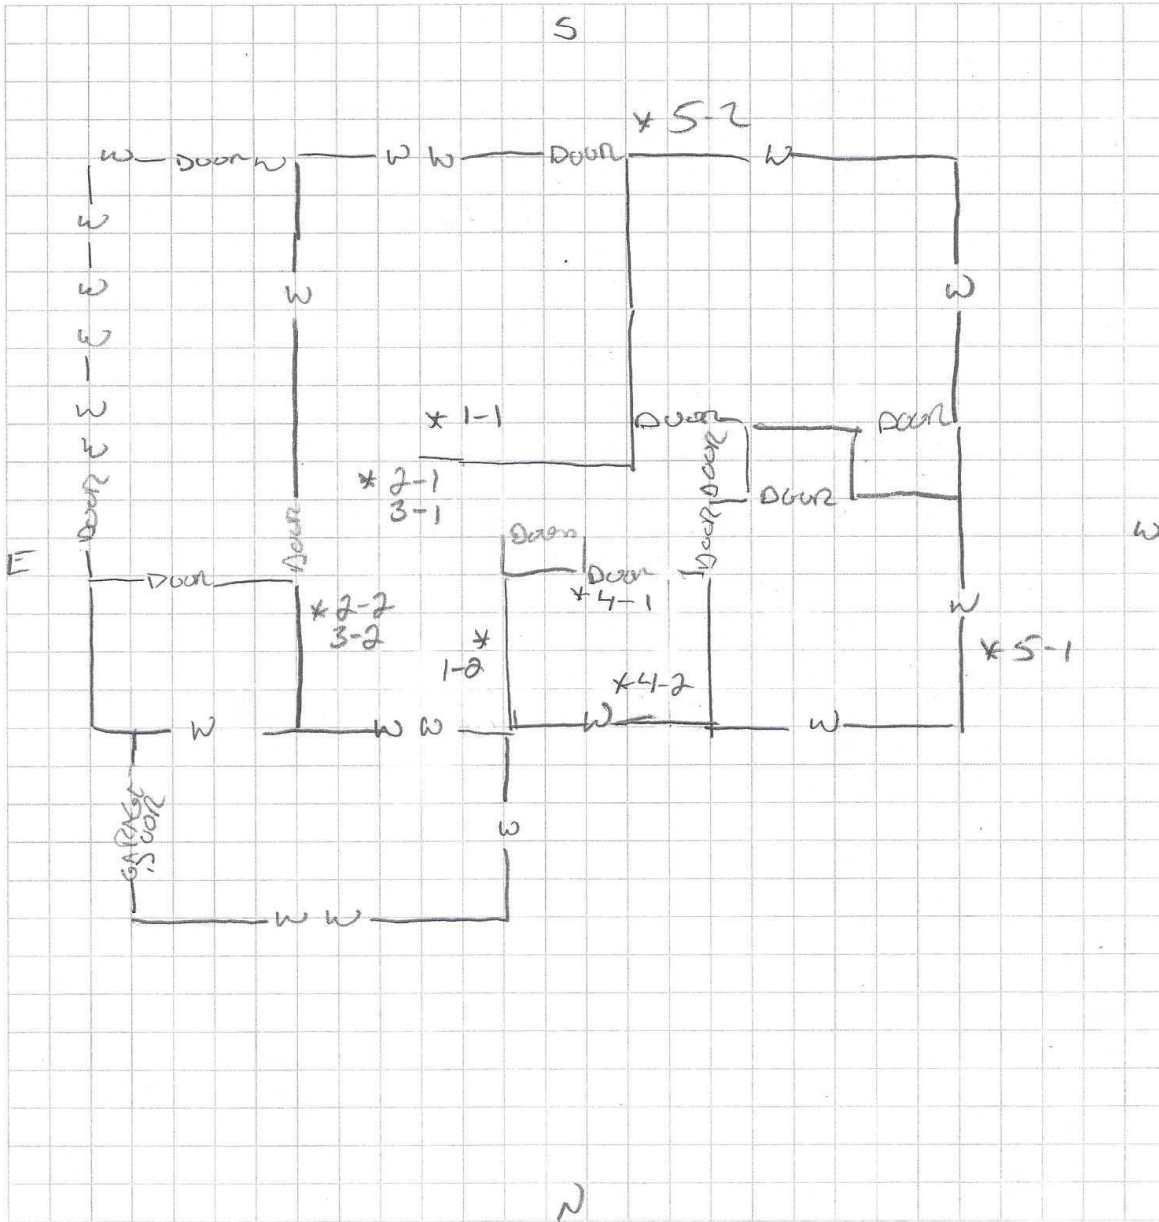 S
* 5-2
W DOOR W W W DOOR W
W
W
W W
W
* 1-1
W DOOR DOOR
W DOOR
* 2-1
3-1
DOOR DOOR
DOOR DOOR DOOR
E W
DOOR DOOR
* 4-1
* 2-2 W
3-2
*
1-2 * 5-1
* 4-2
W W W W W
GARAGE
DOOR
W
W W
N